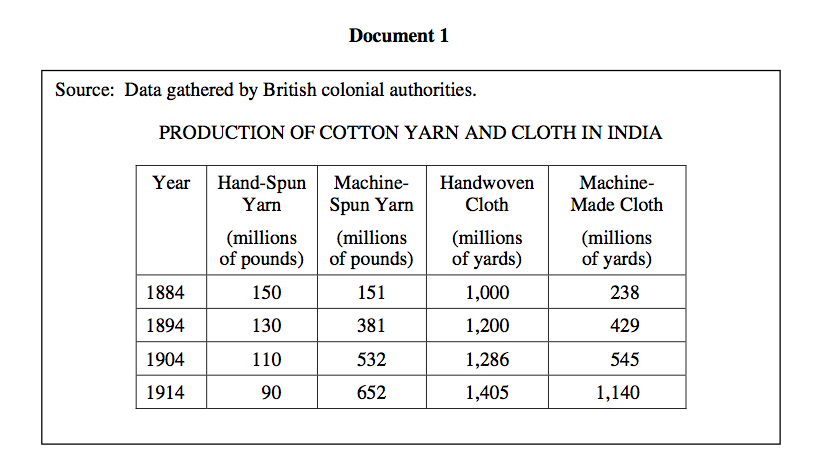 Document 1
Source: Data gathered by British colonial authorities.
PRODUCTION OF COTTON YARN AND CLOTH IN INDIA
Year Hand-Spun Machine- Handwoven Machine-
Yarn Spun Yarn Cloth Made Cloth
(millions (millions (millions (millions
of pounds) of pounds) of yards) of yards)
1884 150 151 1,000 238
1894 130 381 1,200 429
1904 110 532 1,286 545
1914 90 652 1,405 1,140